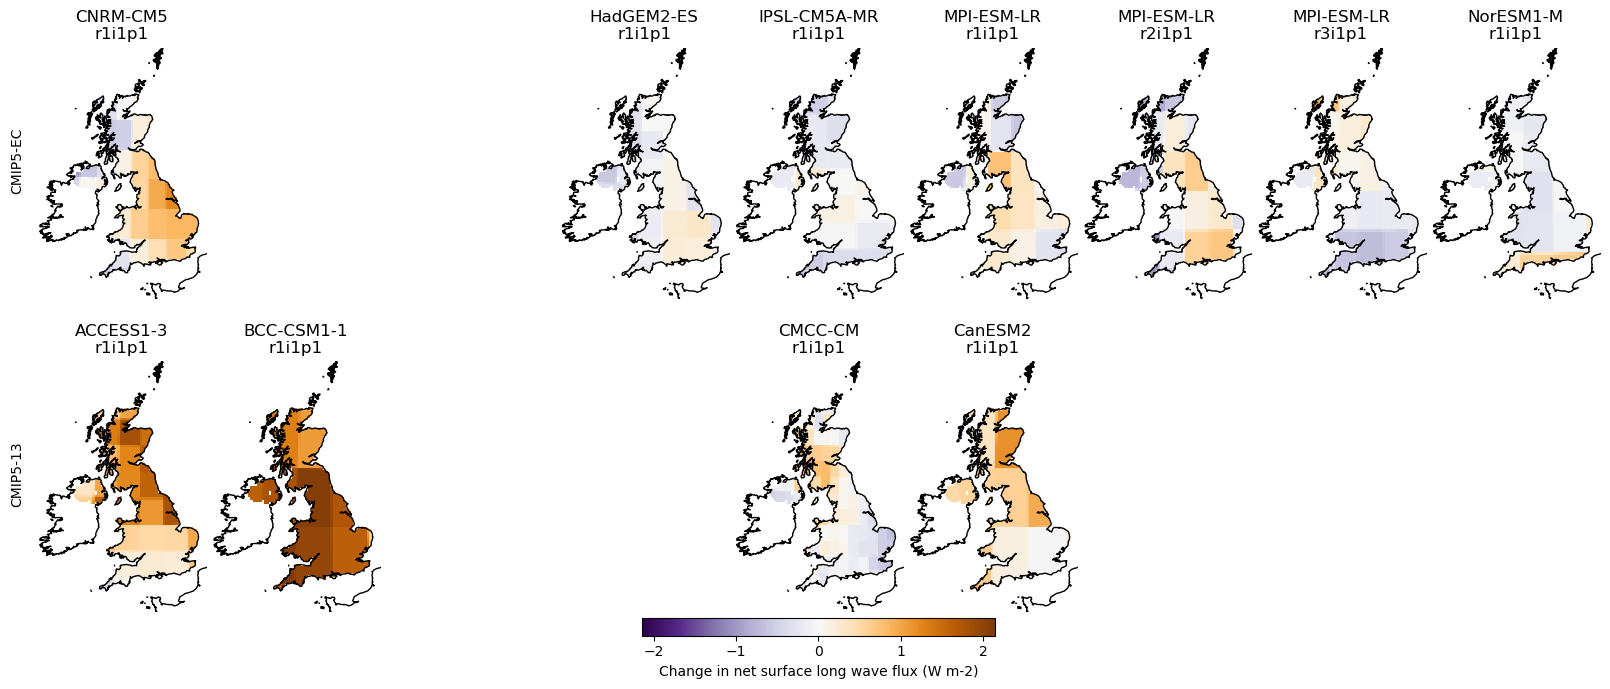 CNRM-CM5
r1i1p1
HadGEM2-ES
r1i1p1
IPSL-CM5A-MR
r1i1p1
MPI-ESM-LR
r1i1p1
MPI-ESM-LR
r2i1p1
MPI-ESM-LR
r3i1p1
NorESM1-M
r1i1p1
CMIP5-EC
ACCESS1-3
r1i1p1
BCC-CSM1-1
r1i1p1
CMCC-CM
r1i1p1
CanESM2
r1i1p1
CMIP5-13
−2 −1 0 1 2
Change in net surface long wave flux (W m-2)